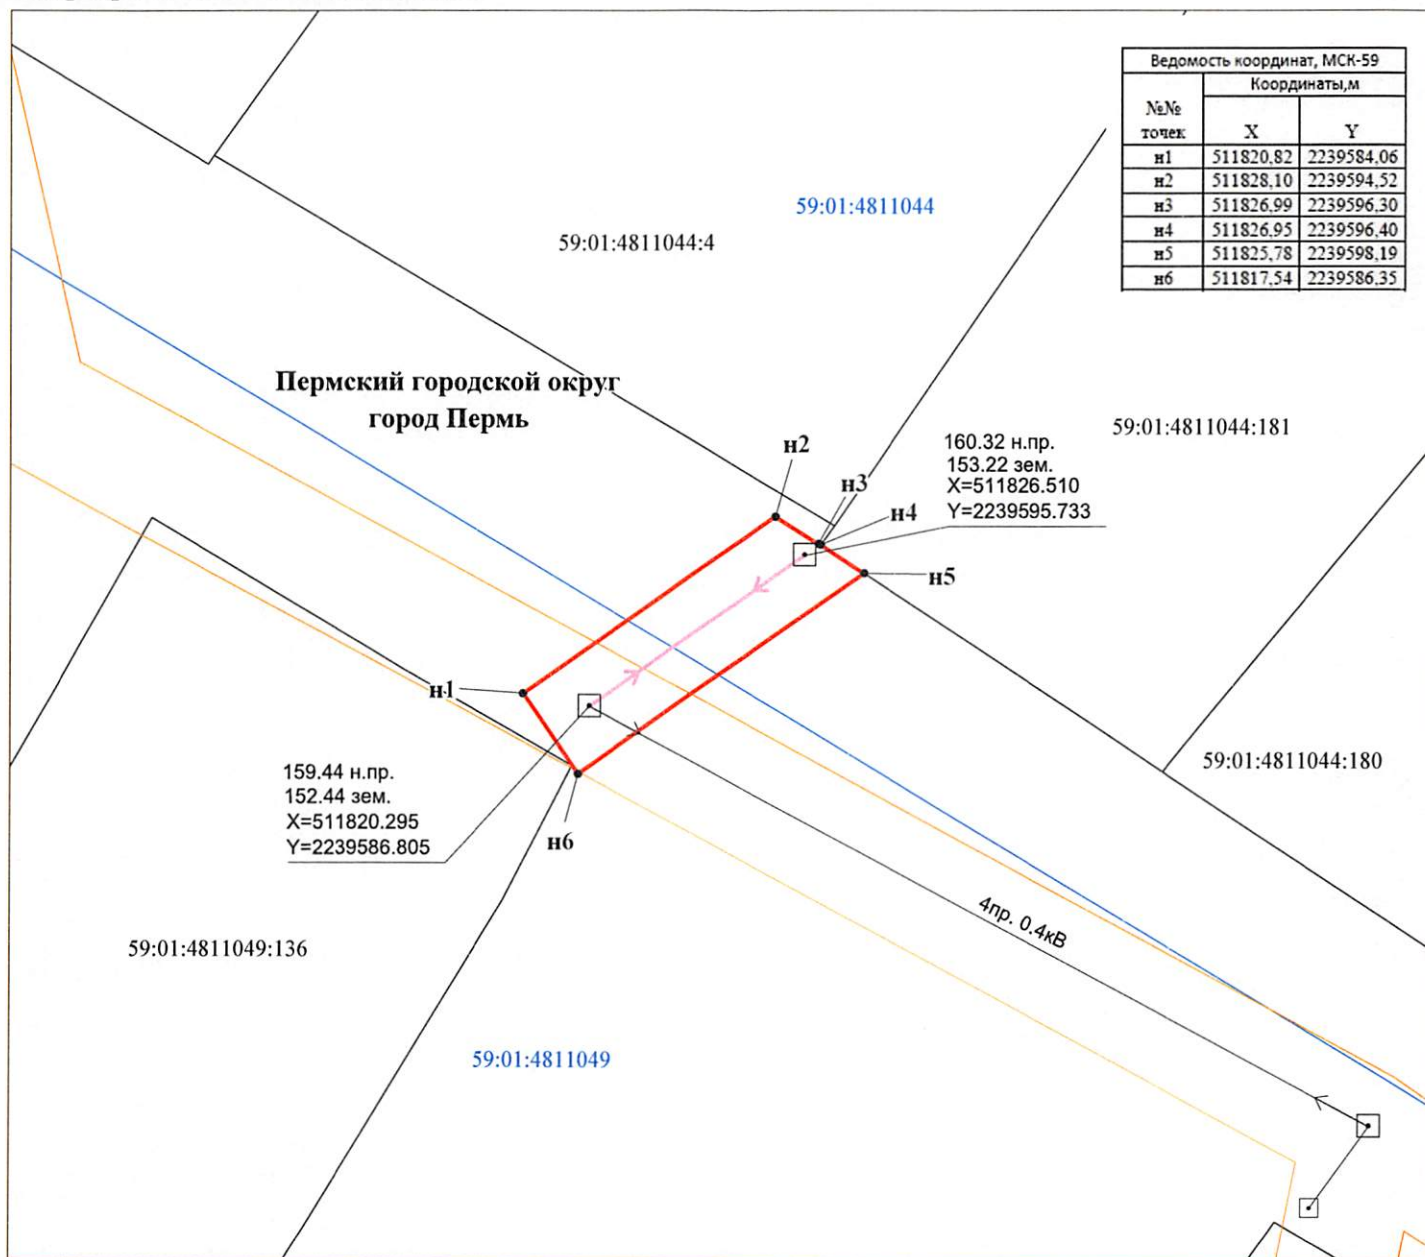 Ведомость координат, МСК-59
Координаты,м
№№ точек X Y
н1 511820,82 2239584,06
н2 511828,10 2239594,52
н3 511826,99 2239596,30
н4 511826,95 2239596,40
н5 511825,78 2239598,19
н6 511817,54 2239586,35
59:01:4811044
59:01:4811044:4
Пермский городской округ
город Пермь
59:01:4811044:181
160.32 н.пр.
153.22 зем.
X=511826.510
Y=2239595.733
н2
н3
н4
н5
н1
н6
59:01:4811044:180
159.44 н.пр.
152.44 зем.
X=511820.295
Y=2239586.805
4пр. 0.4кВ
59:01:4811049:136
59:01:4811049